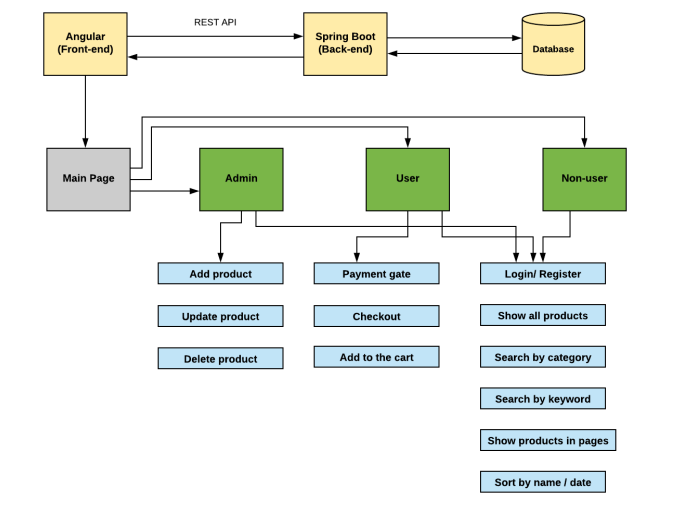 REST API
Angular
(Front-end)
Spring Boot
(Back-end)
Database
Main Page
Admin
User
Non-user
Add product
Payment gate
Login/ Register
Update product
Checkout
Show all products
Delete product
Add to the cart
Search by category
Search by keyword
Show products in pages
Sort by name / date